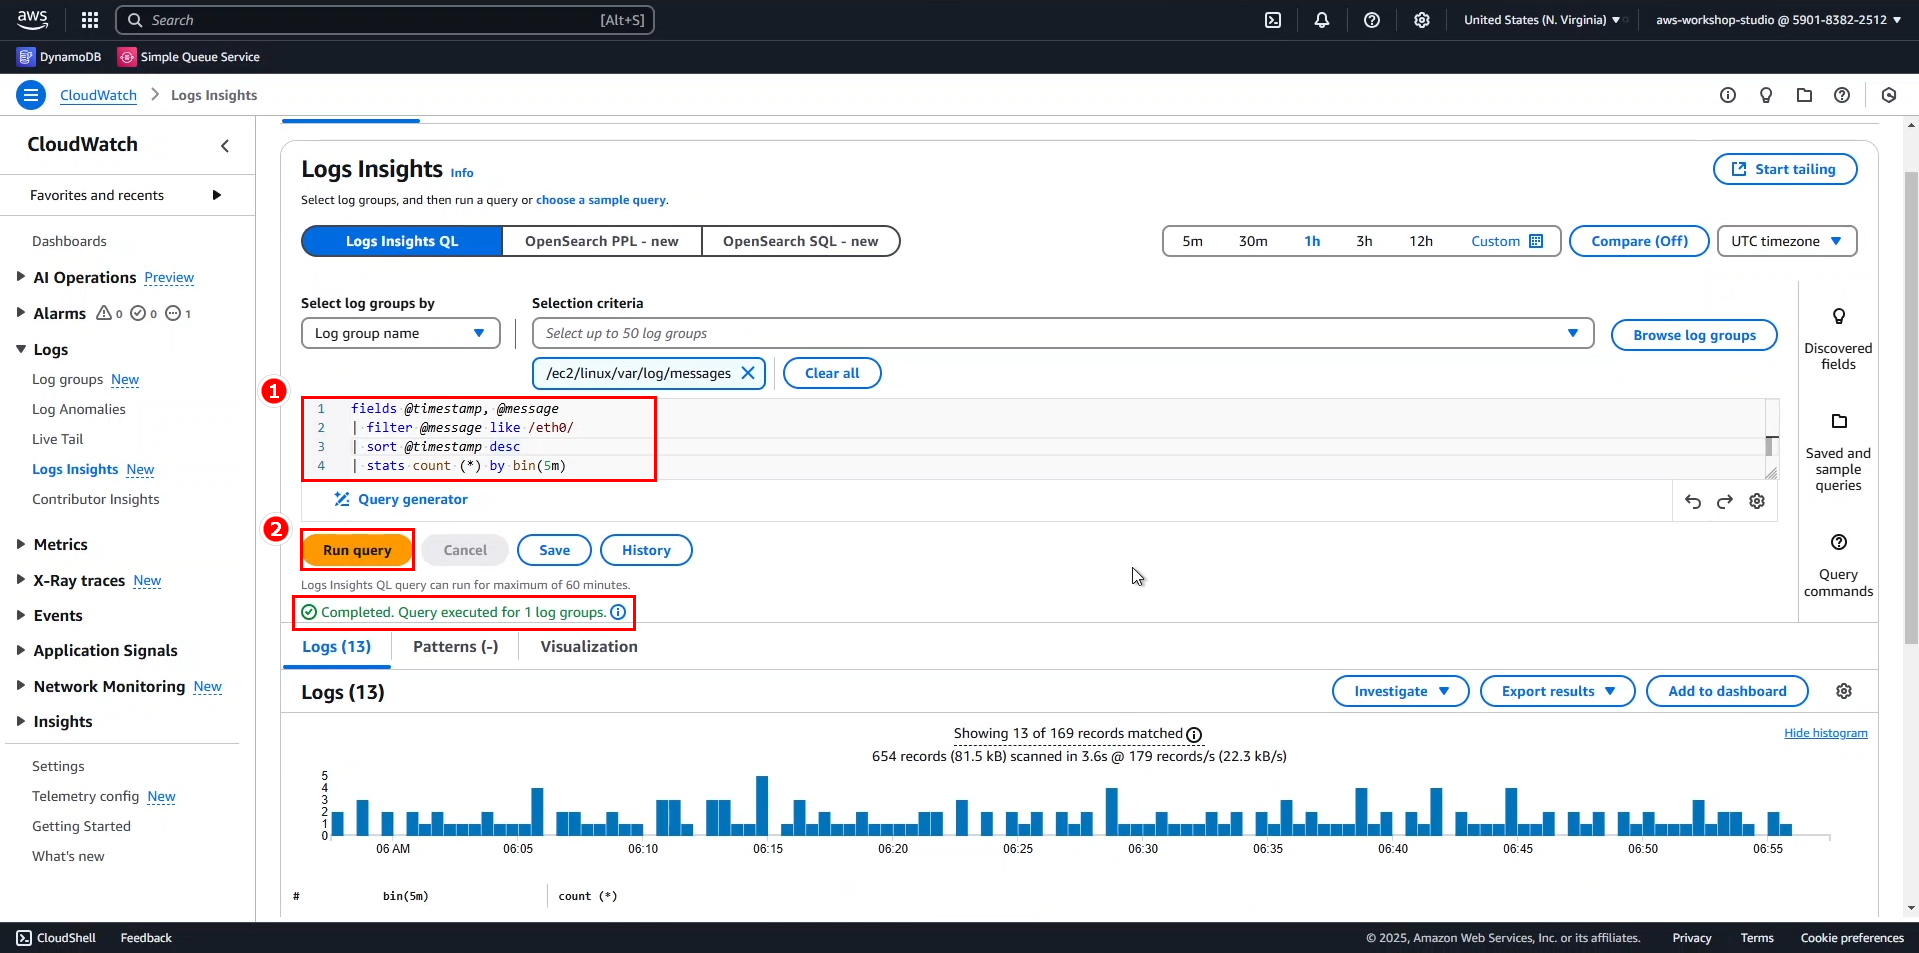 aws
Search [Alt+S]
United States (N. Virginia) ▼
aws-workshop-studio @ 5901-8382-2512 ▼
DynamoDB
Simple Queue Service
CloudWatch > Logs Insights
CloudWatch
Favorites and recents
Dashboards
AI Operations Preview
Alarms 0 0 1
Logs
Log groups New
Log Anomalies
Live Tail
Logs Insights New
Contributor Insights
Metrics
X-Ray traces New
Events
Application Signals
Network Monitoring New
Insights
Settings
Telemetry config New
Getting Started
What's new
Logs Insights Info
Start tailing
Select log groups, and then run a query or choose a sample query.
Logs Insights QL
OpenSearch PPL - new
OpenSearch SQL - new
5m 30m 1h 3h 12h Custom
Compare (Off)
UTC timezone
Select log groups by
Log group name
Selection criteria
Select up to 50 log groups
Browse log groups
/ec2/linux/var/log/messages
Clear all
1
1 fields @timestamp, @message
2 | filter @message like /eth0/
3 | sort @timestamp desc
4 | stats count (*) by bin(5m)
Query generator
Discovered
fields
Saved and
sample
queries
Query
commands
2
Run query
Cancel
Save
History
Logs Insights QL query can run for maximum of 60 minutes.
Completed. Query executed for 1 log groups.
Logs (13)
Patterns (-)
Visualization
Logs (13)
Investigate
Export results
Add to dashboard
Showing 13 of 169 records matched
654 records (81.5 kB) scanned in 3.6s @ 179 records/s (22.3 kB/s)
Hide histogram
5
4
3
2
1
0
06 AM 06:05 06:10 06:15 06:20 06:25 06:30 06:35 06:40 06:45 06:50 06:55
# bin(5m) count (*)
CloudShell
Feedback
© 2025, Amazon Web Services, Inc. or its affiliates.
Privacy
Terms
Cookie preferences